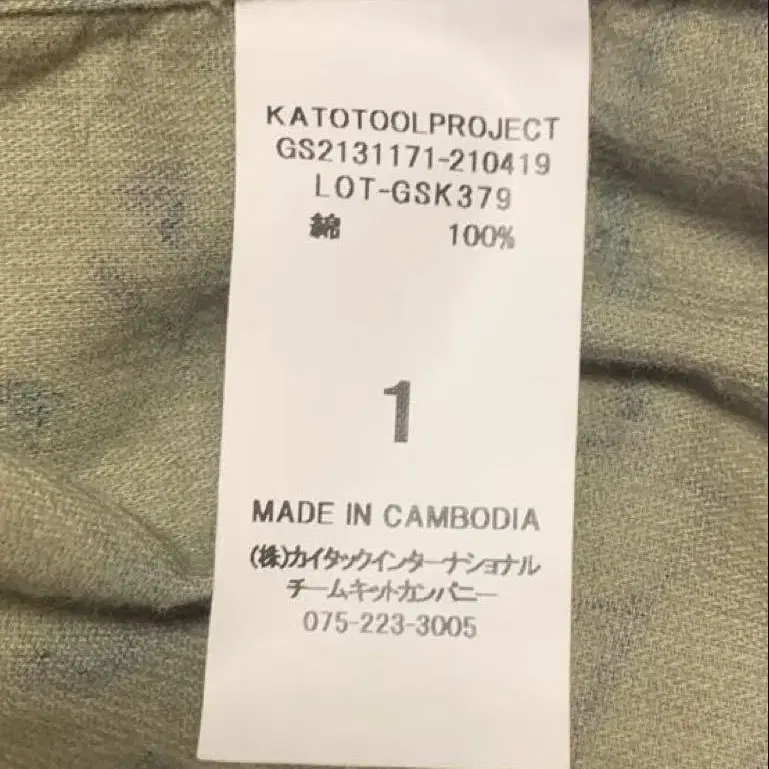 KATOTOOLPROJECT
GS2131171-210419
LOT-GSK379
綿 100%
1
MADE IN CAMBODIA
(株)カイタックインターナショナル
チームキットカンパニー
075-223-3005